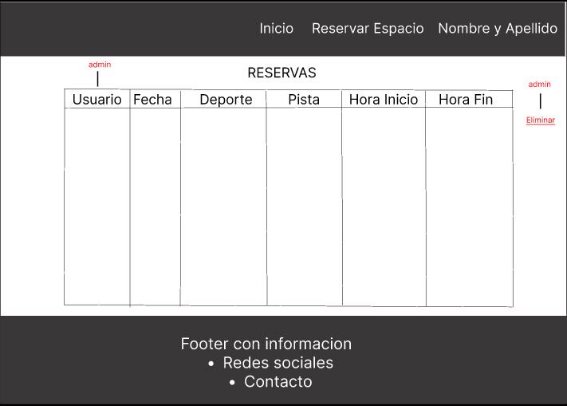 Inicio Reservar Espacio Nombre y Apellido
admin
RESERVAS
admin
Usuario Fecha Deporte Pista Hora Inicio Hora Fin
Eliminar
Footer con informacion
• Redes sociales
• Contacto